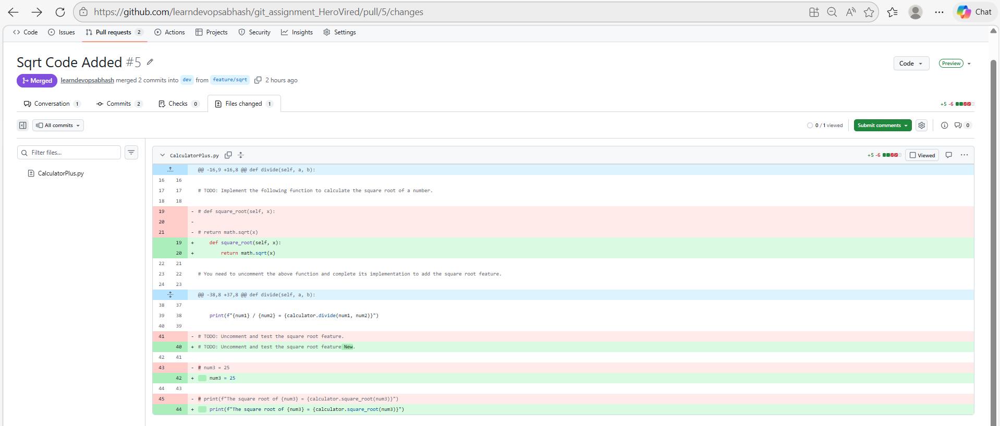 https://github.com/learndevopsabhash/git_assignment_HeroVired/pull/5/changes
Chat
Code
Issues
Pull requests 2
Actions
Projects
Security
Insights
Settings
Sqrt Code Added #5
Code
Preview
Merged learndevopsabhash merged 2 commits into dev from feature/sqrt 2 hours ago
Conversation 1
Commits 2
Checks 0
Files changed 1
+5 -6
All commits
0 / 1 viewed
Submit comments
0
Filter files...
CalculatorPlus.py
CalculatorPlus.py
+5 -6
Viewed
@@ -16,9 +16,8 @@ def divide(self, a, b):
16 16
17 17 # TODO: Implement the following function to calculate the square root of a number.
18 18
19 - # def square_root(self, x):
20 -
21 - # return math.sqrt(x)
19 + def square_root(self, x):
20 + return math.sqrt(x)
22 21
23 22 # You need to uncomment the above function and complete its implementation to add the square root feature.
24 23
@@ -38,8 +37,8 @@ def divide(self, a, b):
38 37
39 38 print(f"{num1} / {num2} = {calculator.divide(num1, num2)}")
40 39
41 - # TODO: Uncomment and test the square root feature.
40 + # TODO: Uncomment and test the square root feature New.
42 41
43 - # num3 = 25
42 + num3 = 25
44 43
45 - # print(f"The square root of {num3} = {calculator.square_root(num3)}")
44 + print(f"The square root of {num3} = {calculator.square_root(num3)}")